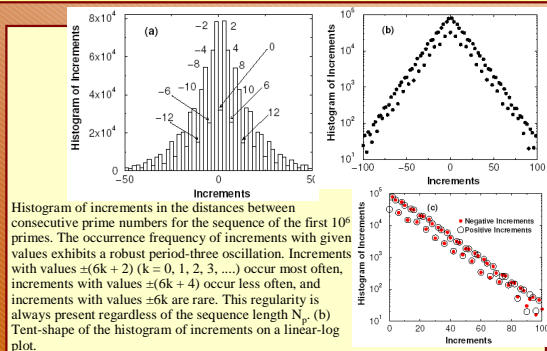 8x10⁴
6x10⁴
4x10⁴
2x10⁴
0
−50
0
50
Histogram of Increments
Increments
(a)
−2
2
0
−4
4
−8
8
−10
10
−6
6
−12
12
10⁵
10⁴
10³
10²
10¹
−100
−50
0
50
100
Histogram of Increments
Increments
(b)
Histogram of increments in the distances between
consecutive prime numbers for the sequence of the first 10⁶
primes. The occurrence frequency of increments with given
values exhibits a robust period-three oscillation. Increments
with values ±(6k + 2) (k = 0, 1, 2, 3, ....) occur most often,
increments with values ±(6k + 4) occur less often, and
increments with values ±6k are rare. This regularity is
always present regardless of the sequence length Nₚ. (b)
Tent-shape of the histogram of increments on a linear-log
plot.
10⁵
10⁴
10³
10²
10¹
0
20
40
60
80
100
Histogram of Increments
Increments
(c)
Negative Increments
Positive Increments